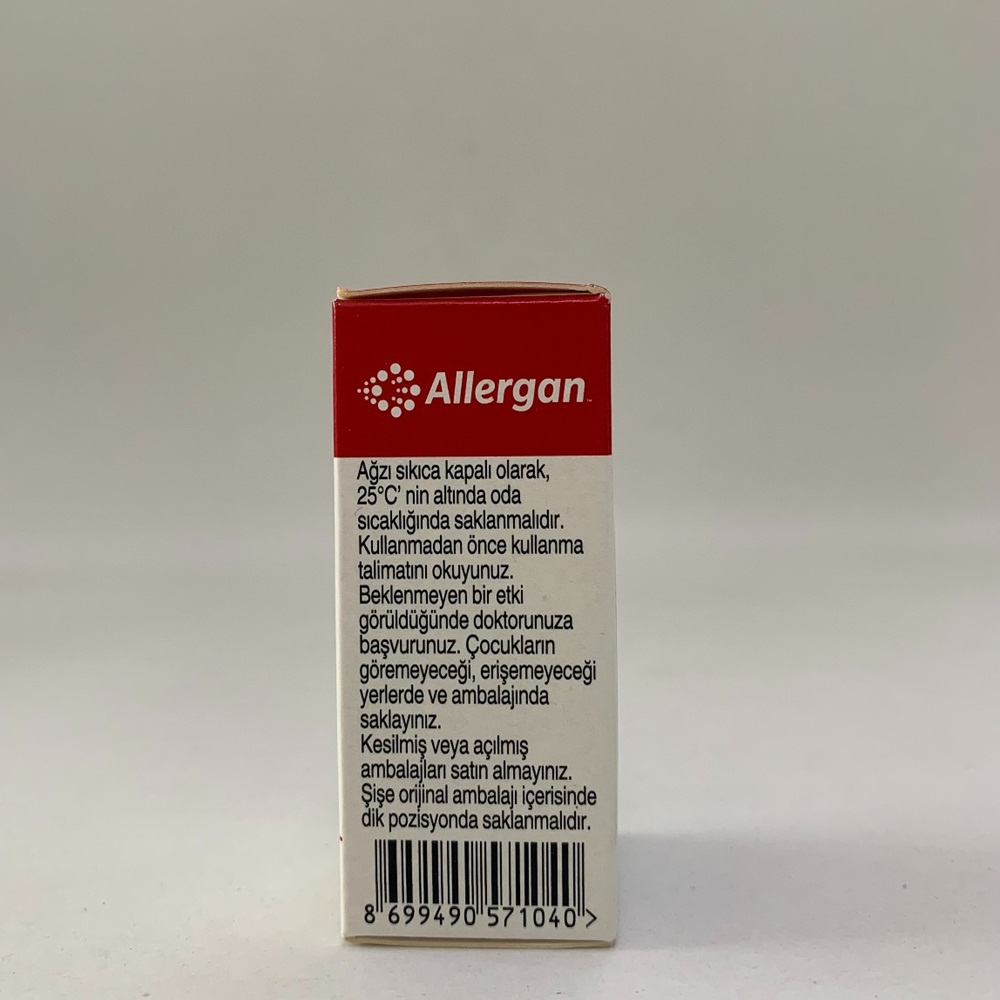 Allergan
Ağzı sıkıca kapalı olarak,
25°C' nin altında oda
sıcaklığında saklanmalıdır.
Kullanmadan önce kullanma
talimatını okuyunuz.
Beklenmeyen bir etki
görüldüğünde doktorunuza
başvurunuz. Çocukların
göremeyeceği, erişemeyeceği
yerlerde ve ambalajında
saklayınız.
Kesilmiş veya açılmış
ambalajları satın almayınız.
Şişe orijinal ambalajı içerisinde
dik pozisyonda saklanmalıdır.
8 699490 571040 >